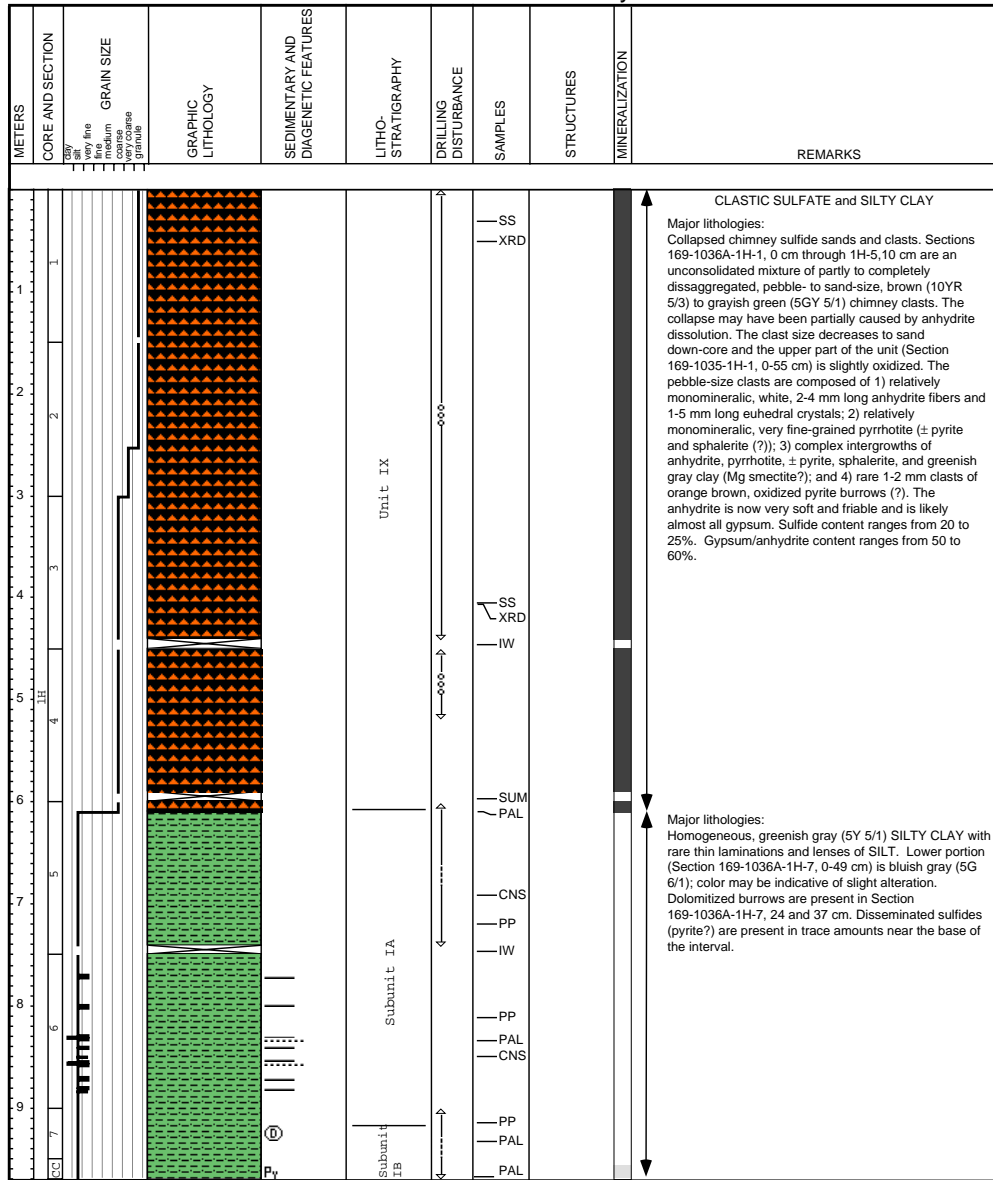 METERS
CORE AND SECTION
clay
silt
very fine
fine
medium
coarse
very coarse
granule
GRAIN SIZE
GRAPHIC
LITHOLOGY
SEDIMENTARY AND
DIAGENETIC FEATURES
LITHO-
STRATIGRAPHY
DRILLING
DISTURBANCE
SAMPLES
STRUCTURES
MINERALIZATION
REMARKS
1
2
3
4
5
6
7
8
9
1H
1
2
3
4
5
6
7
CC
Unit IX
Subunit IA
Subunit
IB
D
Py
SS
XRD
SS
XRD
IW
SUM
PAL
CNS
PP
IW
PP
PAL
CNS
PP
PAL
PAL
CLASTIC SULFATE and SILTY CLAY
Major lithologies:
Collapsed chimney sulfide sands and clasts. Sections
169-1036A-1H-1, 0 cm through 1H-5,10 cm are an
unconsolidated mixture of partly to completely
dissaggregated, pebble- to sand-size, brown (10YR
5/3) to grayish green (5GY 5/1) chimney clasts. The
collapse may have been partially caused by anhydrite
dissolution. The clast size decreases to sand
down-core and the upper part of the unit (Section
169-1035-1H-1, 0-55 cm) is slightly oxidized. The
pebble-size clasts are composed of 1) relatively
monomineralic, white, 2-4 mm long anhydrite fibers and
1-5 mm long euhedral crystals; 2) relatively
monomineralic, very fine-grained pyrrhotite (± pyrite
and sphalerite (?)); 3) complex intergrowths of
anhydrite, pyrrhotite, ± pyrite, sphalerite, and greenish
gray clay (Mg smectite?); and 4) rare 1-2 mm clasts of
orange brown, oxidized pyrite burrows (?). The
anhydrite is now very soft and friable and is likely
almost all gypsum. Sulfide content ranges from 20 to
25%. Gypsum/anhydrite content ranges from 50 to
60%.
Major lithologies:
Homogeneous, greenish gray (5Y 5/1) SILTY CLAY with
rare thin laminations and lenses of SILT. Lower portion
(Section 169-1036A-1H-7, 0-49 cm) is bluish gray (5G
6/1); color may be indicative of slight alteration.
Dolomitized burrows are present in Section
169-1036A-1H-7, 24 and 37 cm. Disseminated sulfides
(pyrite?) are present in trace amounts near the base of
the interval.